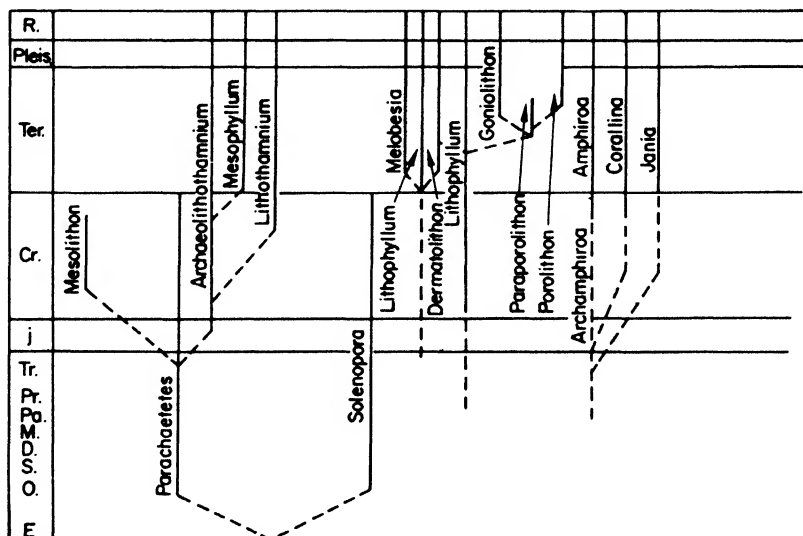 R.
Pleis.
Ter.
Cr.
j
Tr.
Pr.
Pa.
M.
D.
S.
O.
E
Mesolithon
Parachaetetes
Archaeolithothamnium
Mesophyllum
Lithothamnium
Solenopora
Lithophyllum
Melobesia
Dermatolithon
Lithophyllum
Goniolithon
Paraporolithon
Porolithon
Archamphiroa
Amphiroa
Corallina
Jania